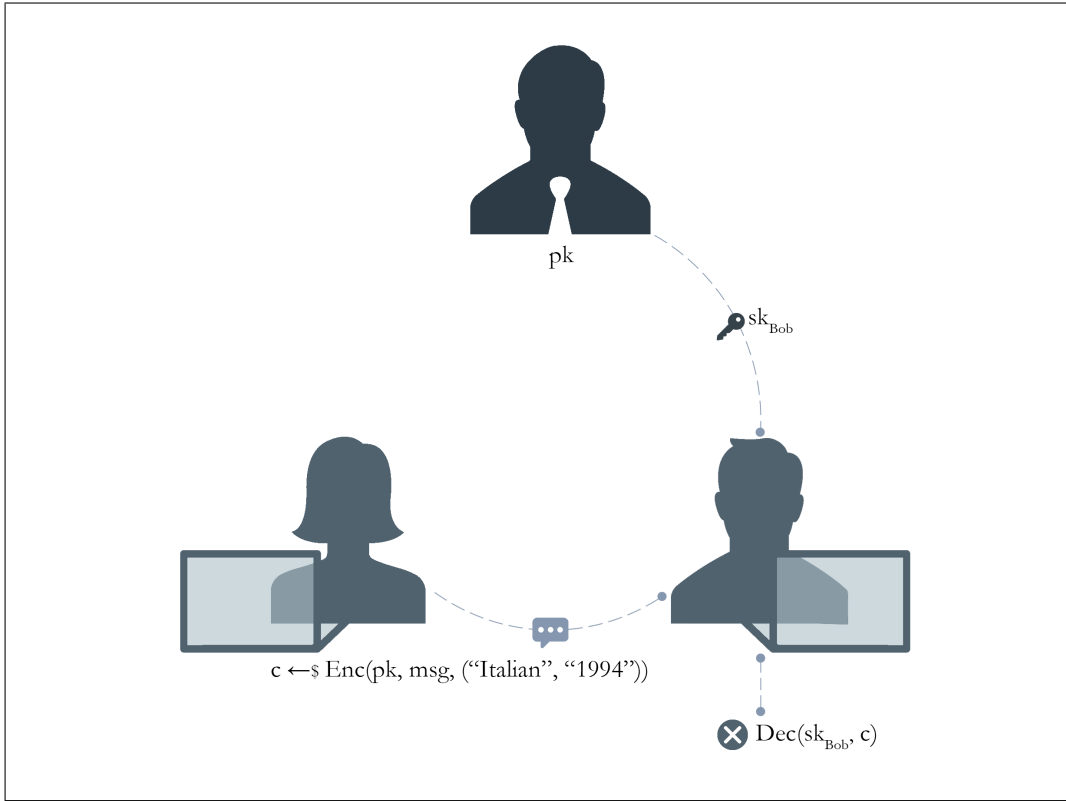 pk
sk_Bob
c ←$ Enc(pk, msg, (“Italian”, “1994”))
Dec(sk_Bob, c)